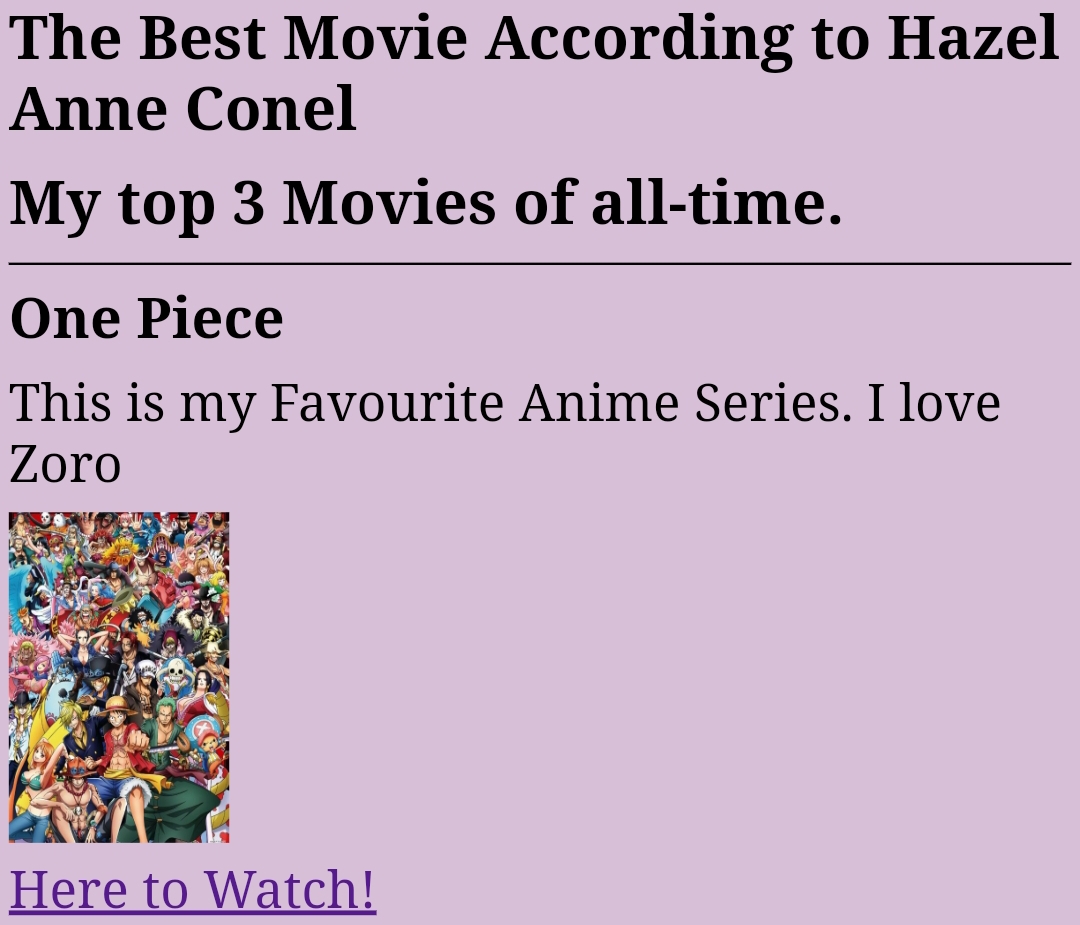 The Best Movie According to Hazel
Anne Conel
My top 3 Movies of all-time.
One Piece
This is my Favourite Anime Series. I love
Zoro
Here to Watch!